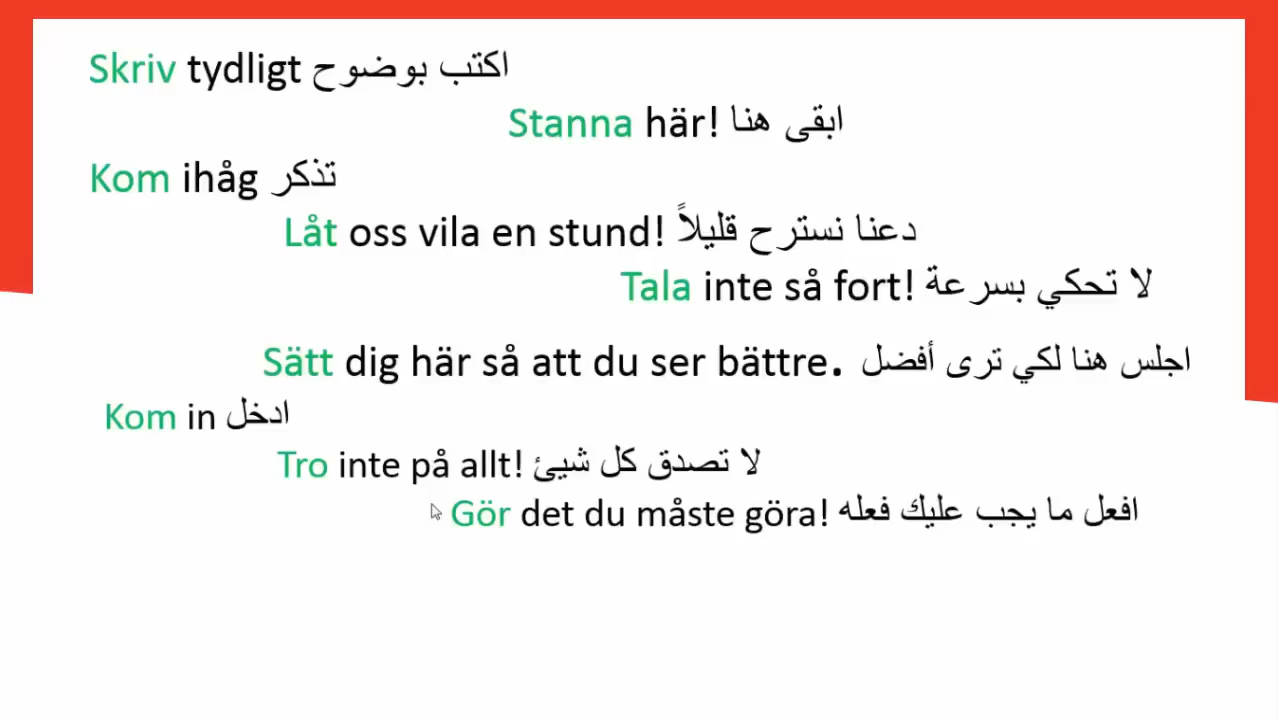 Skriv tydligt اكتب بوضوح
Stanna här! ابقى هنا
Kom ihåg تذكر
Låt oss vila en stund! دعنا نسترح قليلاً
Tala inte så fort! لا تحكي بسرعة
Sätt dig här så att du ser bättre. اجلس هنا لكي ترى أفضل
Kom in ادخل
Tro inte på allt! لا تصدق كل شيئ
Gör det du måste göra! افعل ما يجب عليك فعله